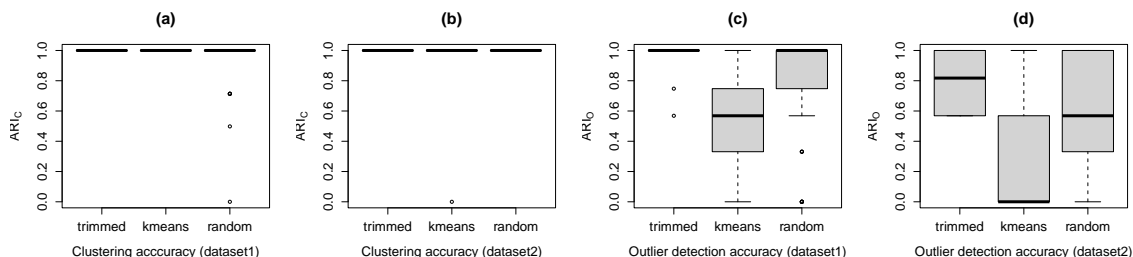 (a)
ARI_C
0.0 0.2 0.4 0.6 0.8 1.0
trimmed kmeans random
Clustering acccuracy (dataset1)
(b)
ARI_C
0.0 0.2 0.4 0.6 0.8 1.0
trimmed kmeans random
Clustering accuracy (dataset2)
(c)
ARI_O
0.0 0.2 0.4 0.6 0.8 1.0
trimmed kmeans random
Outlier detection accuracy (dataset1)
(d)
ARI_O
0.0 0.2 0.4 0.6 0.8 1.0
trimmed kmeans random
Outlier detection accuracy (dataset2)